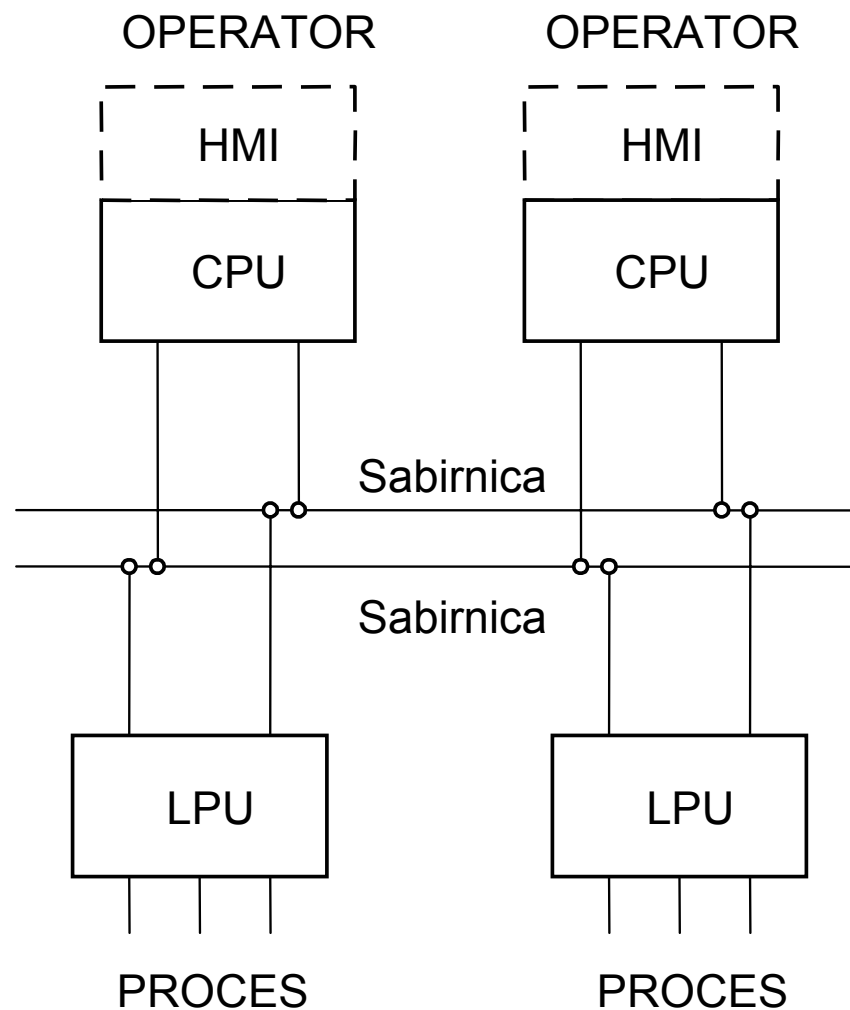 OPERATOR OPERATOR
HMI HMI
CPU CPU
Sabirnica
Sabirnica
LPU LPU
PROCES PROCES